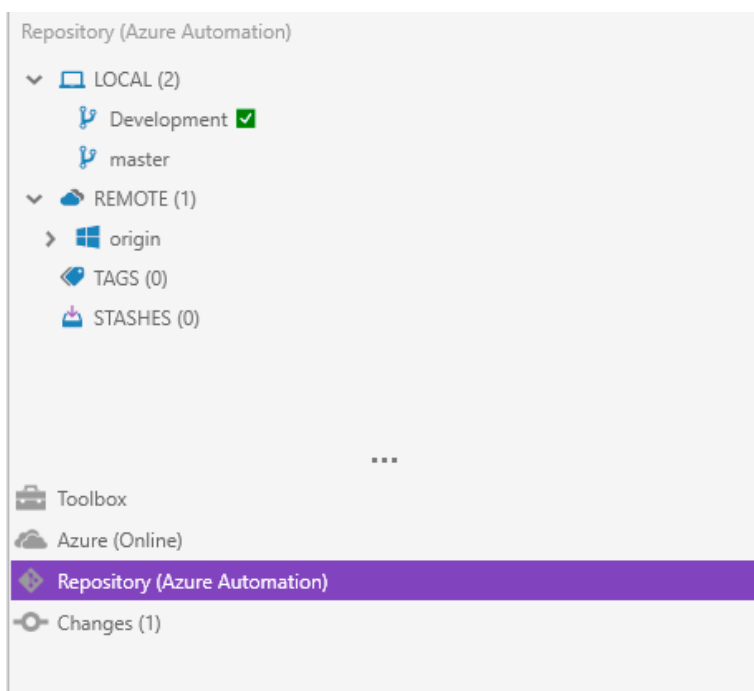 Repository (Azure Automation)
LOCAL (2)
Development
master
REMOTE (1)
origin
TAGS (0)
STASHES (0)
Toolbox
Azure (Online)
Repository (Azure Automation)
Changes (1)